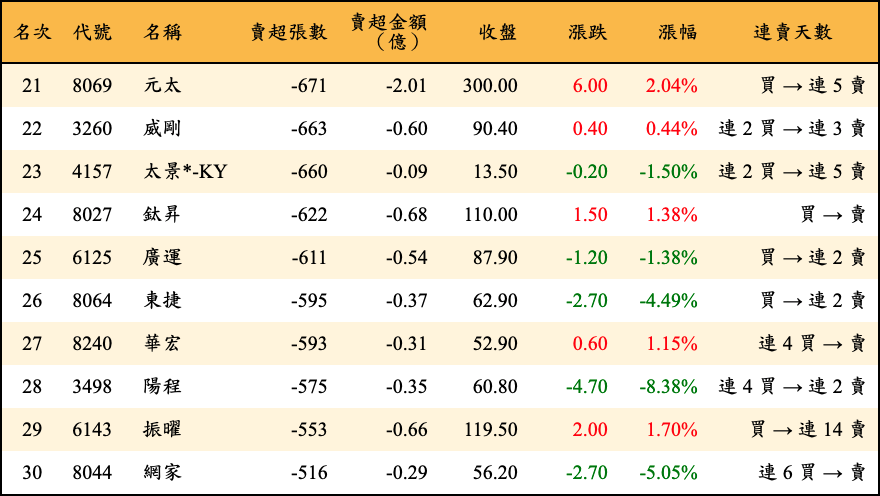 名次 代號 名稱 賣超張數 賣超金額（億） 收盤 漲跌 漲幅 連賣天數
21 8069 元太 -671 -2.01 300.00 6.00 2.04% 買 → 連 5 賣
22 3260 威剛 -663 -0.60 90.40 0.40 0.44% 連 2 買 → 連 3 賣
23 4157 太景*-KY -660 -0.09 13.50 -0.20 -1.50% 連 2 買 → 連 5 賣
24 8027 鈦昇 -622 -0.68 110.00 1.50 1.38% 買 → 賣
25 6125 廣運 -611 -0.54 87.90 -1.20 -1.38% 買 → 連 2 賣
26 8064 東捷 -595 -0.37 62.90 -2.70 -4.49% 買 → 連 2 賣
27 8240 華宏 -593 -0.31 52.90 0.60 1.15% 連 4 買 → 賣
28 3498 陽程 -575 -0.35 60.80 -4.70 -8.38% 連 4 買 → 連 2 賣
29 6143 振曜 -553 -0.66 119.50 2.00 1.70% 買 → 連 14 賣
30 8044 網家 -516 -0.29 56.20 -2.70 -5.05% 連 6 買 → 賣